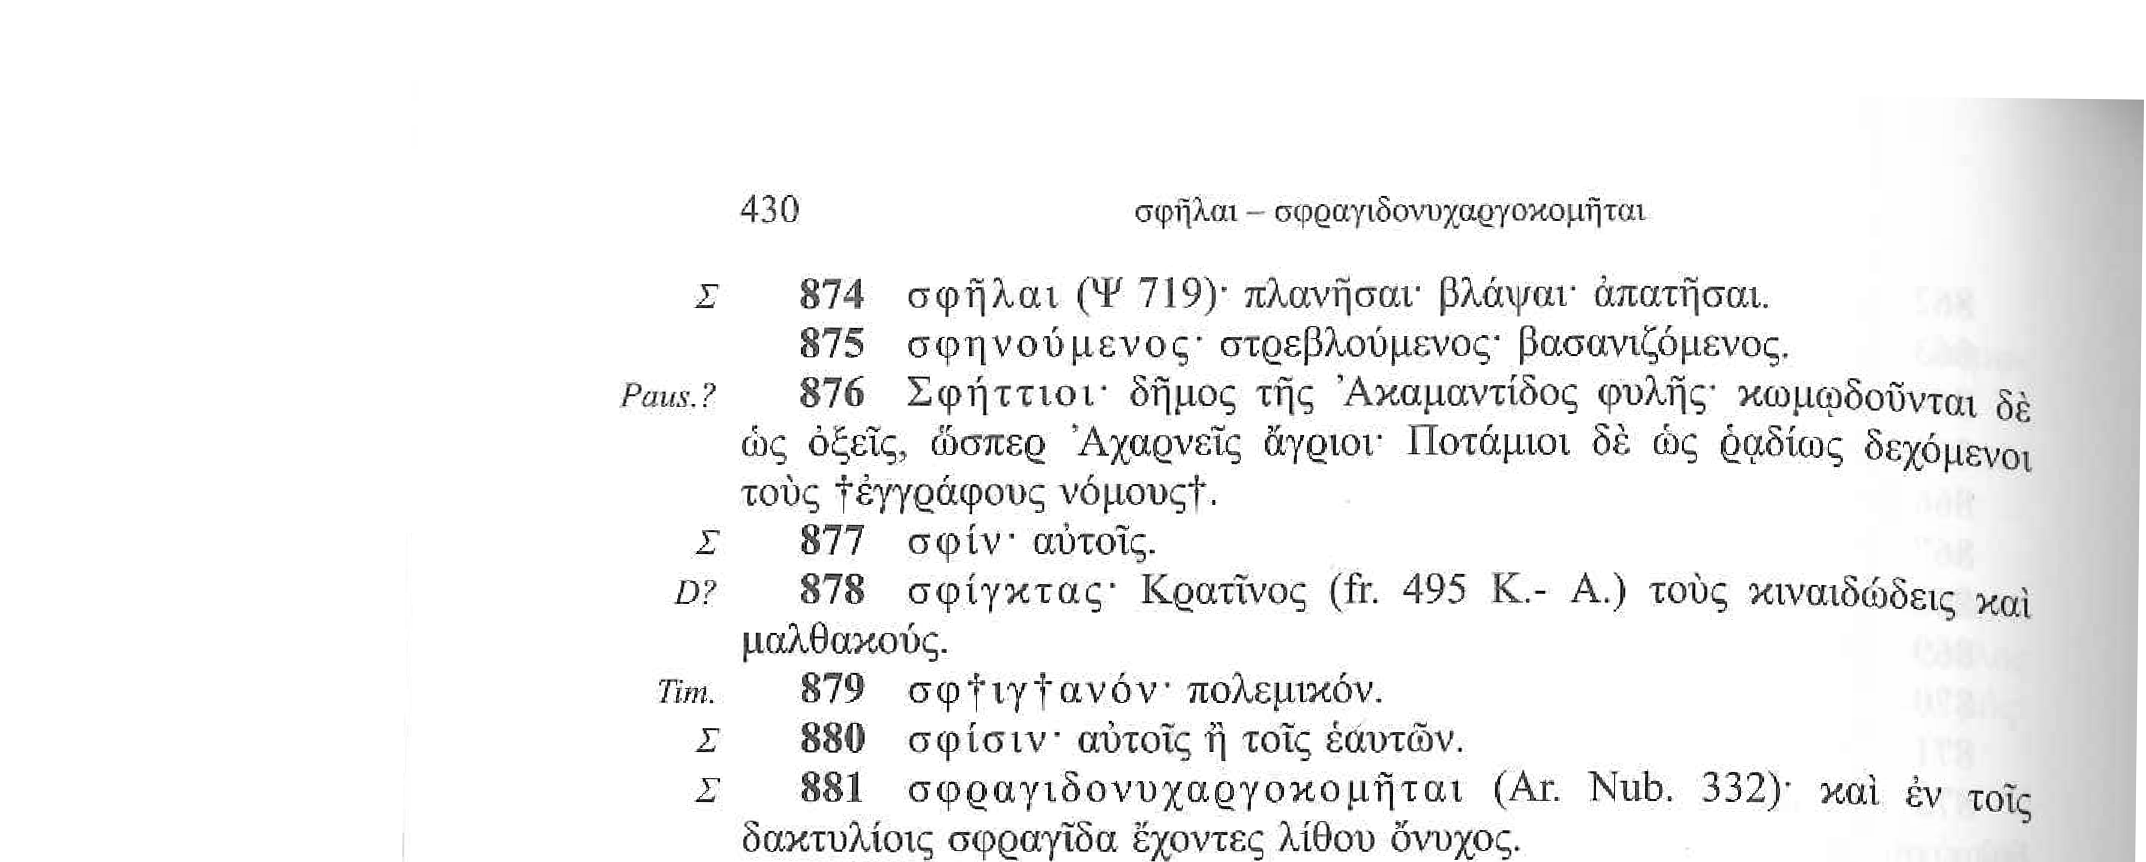 430 σφῆλαι – σφραγιδονυχαργοκομῆται
Σ 874 σφῆλαι (Ψ 719)· πλανῆσαι· βλάψαι· ἀπατῆσαι.
875 σφηνούμενος· στρεβλούμενος· βασανιζόμενος.
Paus.? 876 Σφήττιοι· δῆμος τῆς Ἀκαμαντίδος φυλῆς· κωμῳδοῦνται δὲ
ὡς ὀξεῖς, ὥσπερ Ἀχαρνεῖς ἄγριοι· Ποτάμιοι δὲ ὡς ῥᾳδίως δεχόμενοι
τοὺς †ἐγγράφους νόμους†.
Σ 877 σφίν· αὐτοῖς.
D? 878 σφίγκτας· Κρατῖνος (fr. 495 K.- A.) τοὺς κιναιδώδεις καὶ
μαλθακούς.
Tim. 879 σφ†ιγ†ανόν· πολεμικόν.
Σ 880 σφίσιν· αὐτοῖς ἢ τοῖς ἑαυτῶν.
Σ 881 σφραγιδονυχαργοκομῆται (Ar. Nub. 332)· καὶ ἐν τοῖς
δακτυλίοις σφραγῖδα ἔχοντες λίθου ὄνυχος.